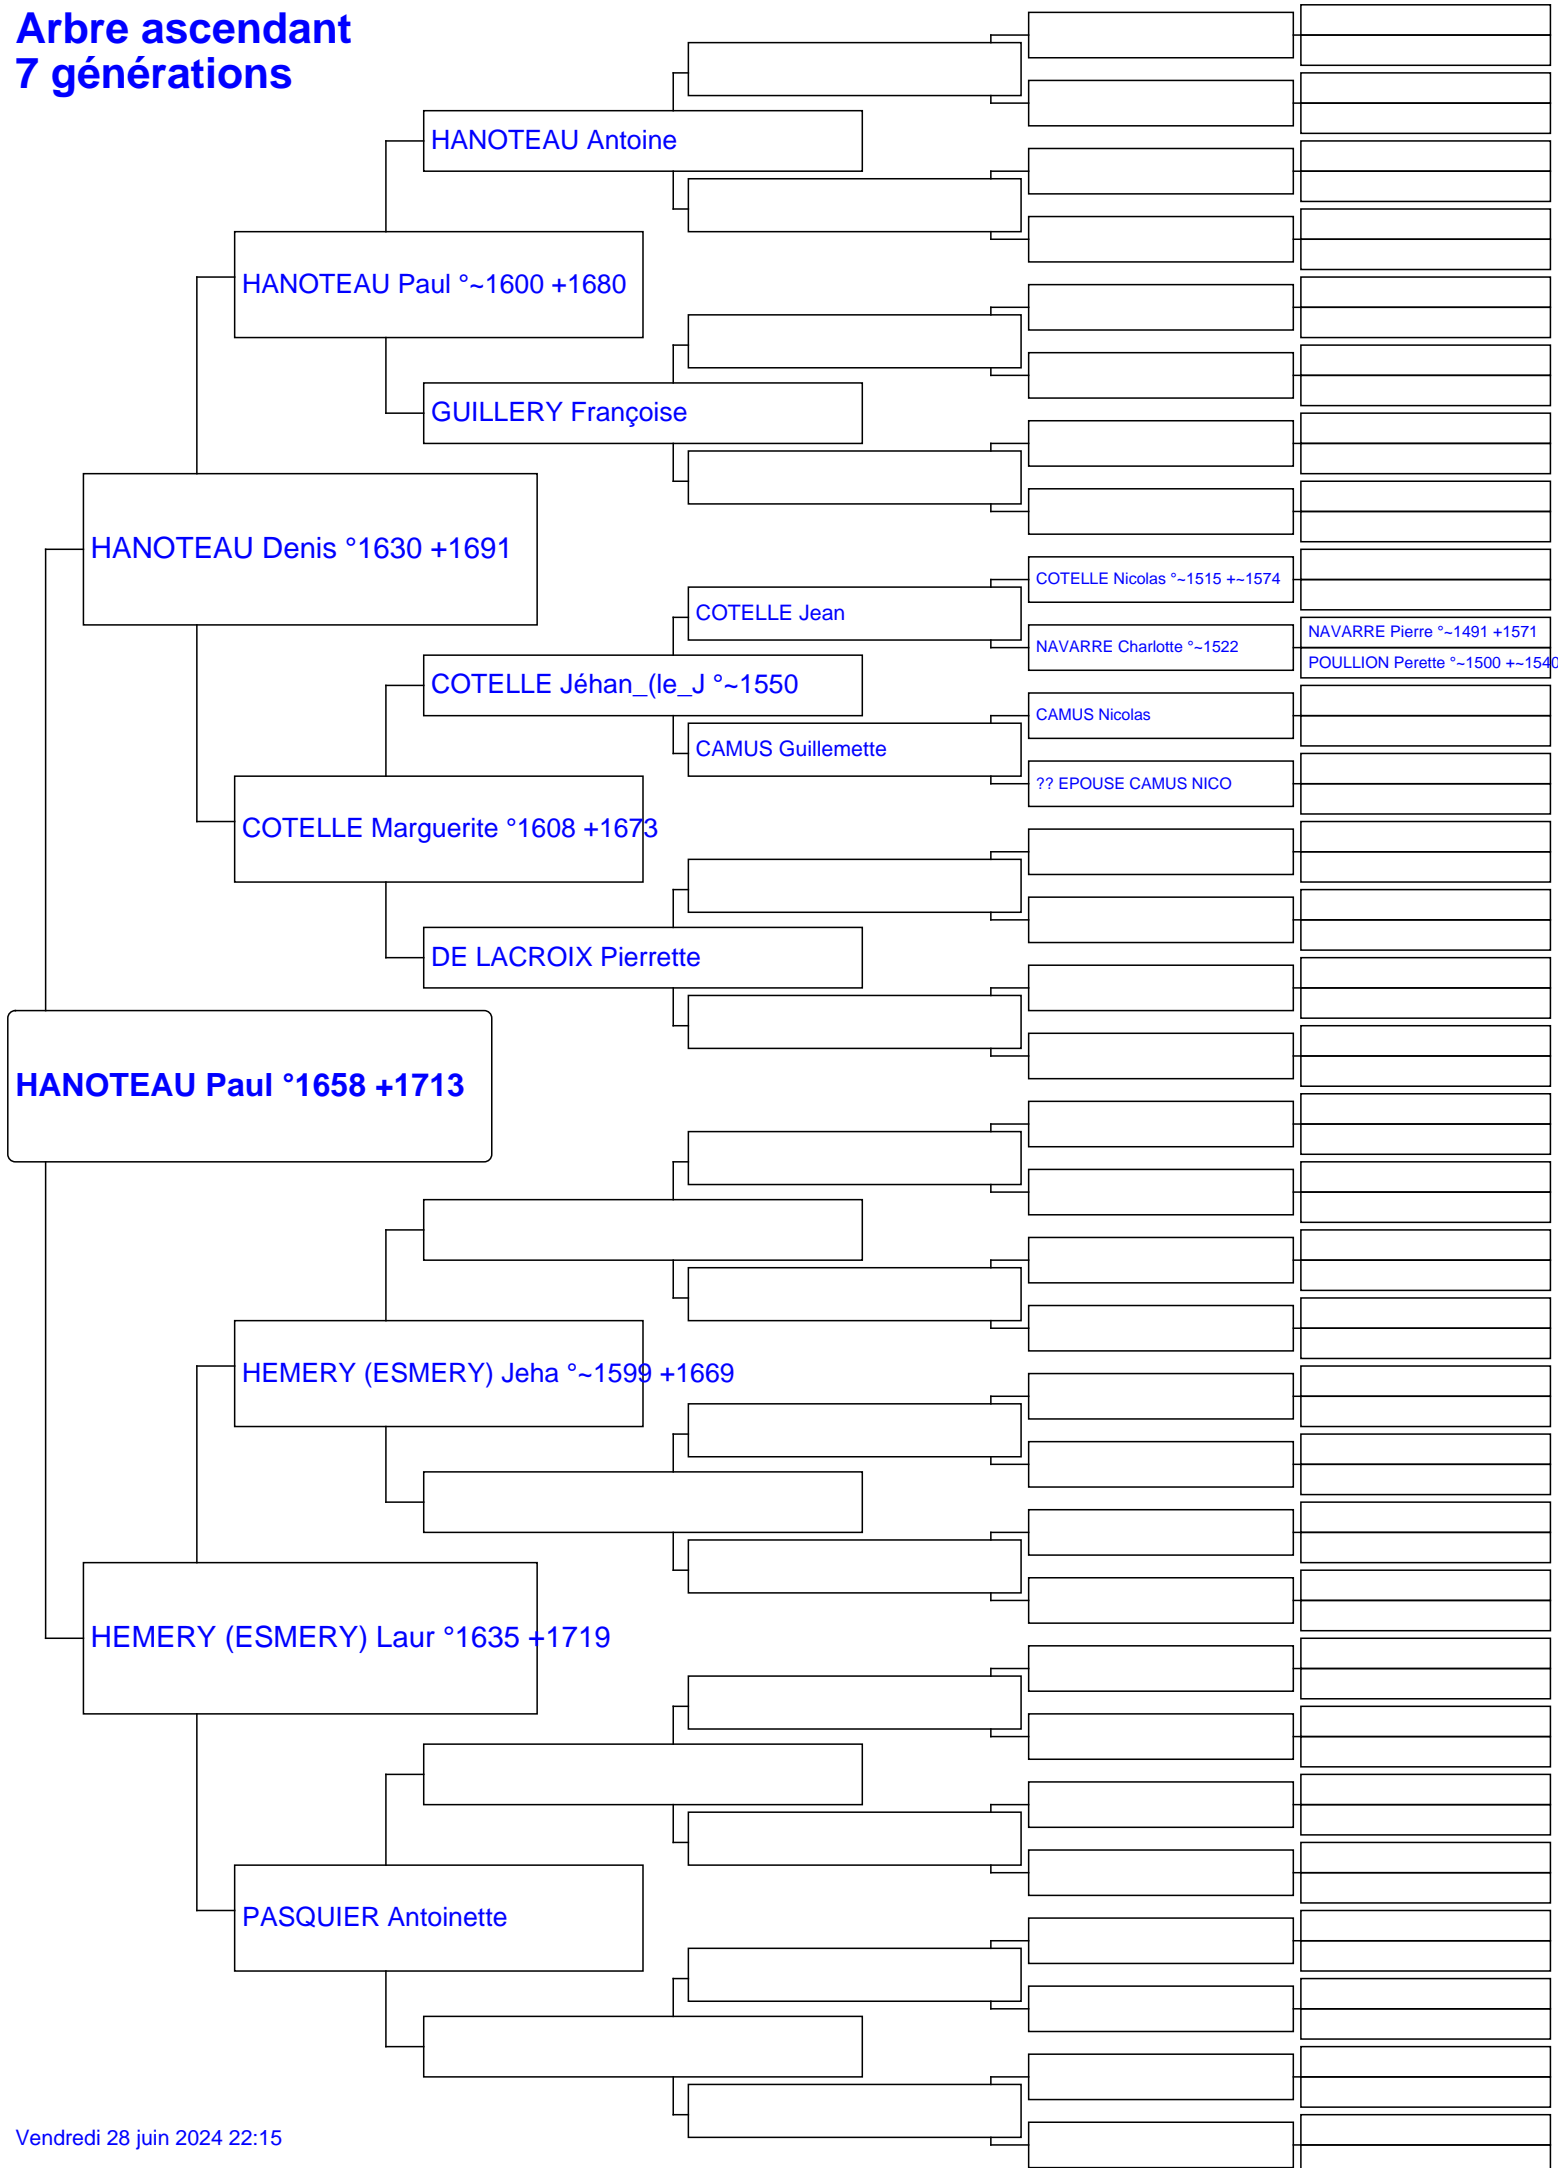 Arbre ascendant
7 générations
HANOTEAU Antoine
HANOTEAU Paul °~1600 +1680
GUILLERY Françoise
HANOTEAU Denis °1630 +1691
COTELLE Nicolas °~1515 +~1574
COTELLE Jean
NAVARRE Pierre °~1491 +1571
NAVARRE Charlotte °~1522
POULLION Perette °~1500 +~1540
COTELLE Jéhan_(le_J °~1550
CAMUS Nicolas
CAMUS Guillemette
?? EPOUSE CAMUS NICO
COTELLE Marguerite °1608 +1673
DE LACROIX Pierrette
HANOTEAU Paul °1658 +1713
HEMERY (ESMERY) Jeha °~1599 +1669
HEMERY (ESMERY) Laur °1635 +1719
PASQUIER Antoinette
Vendredi 28 juin 2024 22:15